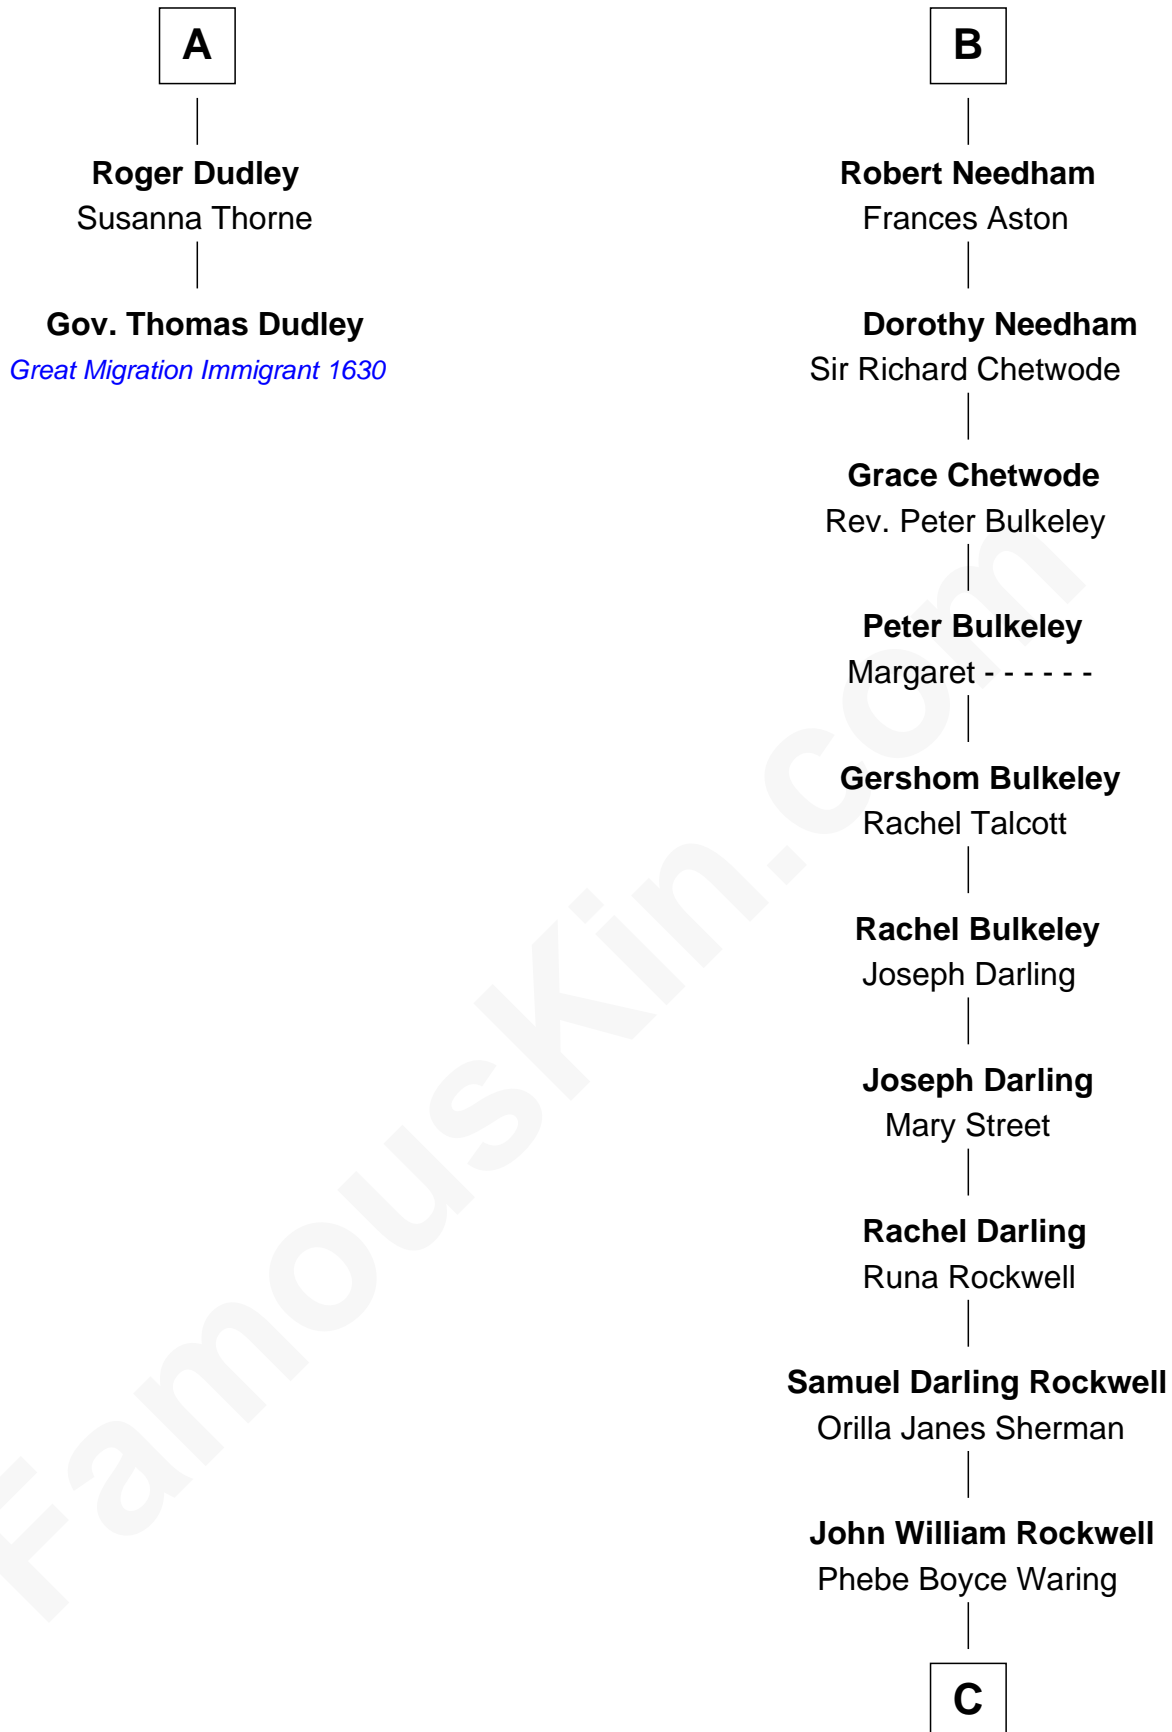 A
Roger Dudley
Susanna Thorne
Gov. Thomas Dudley
Great Migration Immigrant 1630
B
Robert Needham
Frances Aston
Dorothy Needham
Sir Richard Chetwode
Grace Chetwode
Rev. Peter Bulkeley
Peter Bulkeley
Margaret - - - - - -
Gershom Bulkeley
Rachel Talcott
Rachel Bulkeley
Joseph Darling
Joseph Darling
Mary Street
Rachel Darling
Runa Rockwell
Samuel Darling Rockwell
Orilla Janes Sherman
John William Rockwell
Phebe Boyce Waring
C
FamousKin.com